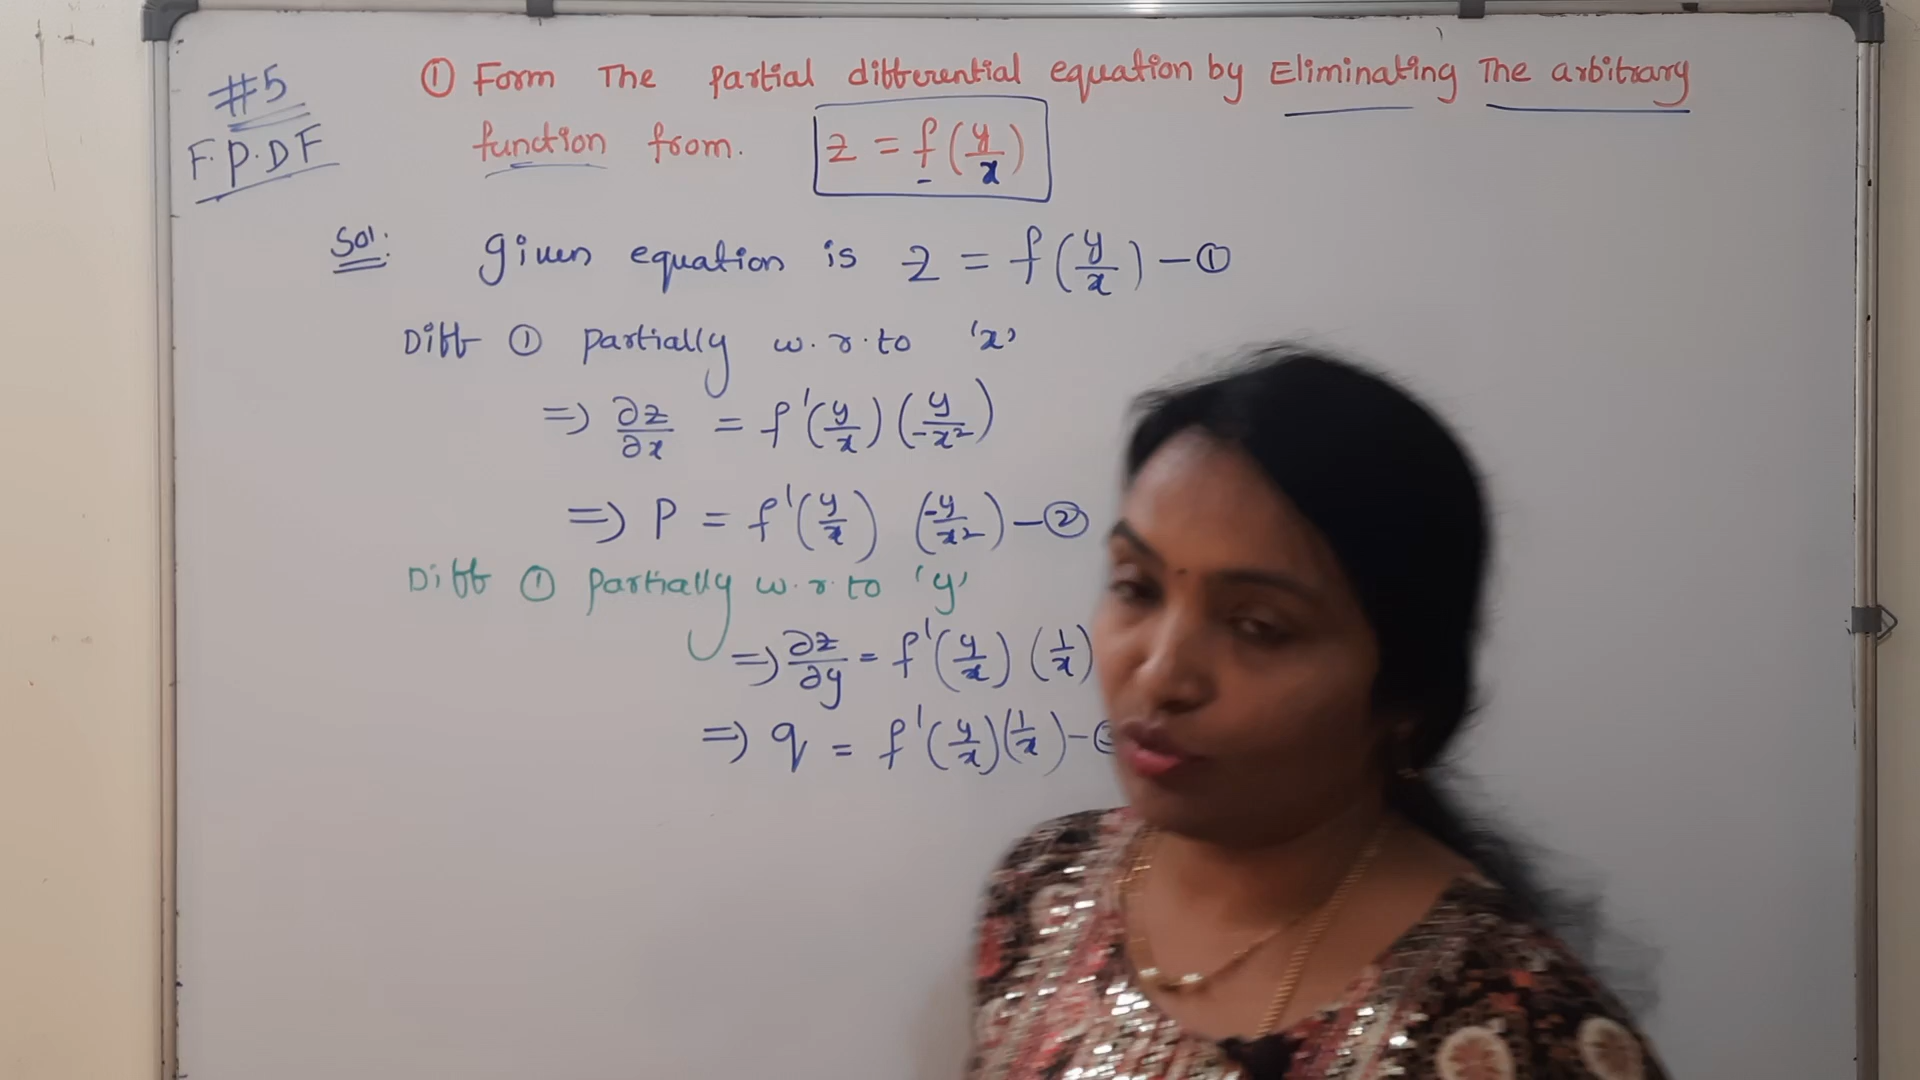 #5
F.P.D F
① Form The partial differential equation by Eliminating The arbitrary
function from. z = f(y/x)
Sol:
given equation is z = f(y/x) — ①
Diff ① partially w.r.to 'x'
=> ∂z/∂x = f'(y/x) (y/-x²)
=> P = f'(y/x) (-y/x²) — ②
Diff ① partially w.r.to 'y'
=> ∂z/∂y = f'(y/x) (1/x)
=> q = f'(y/x)(1/x) —